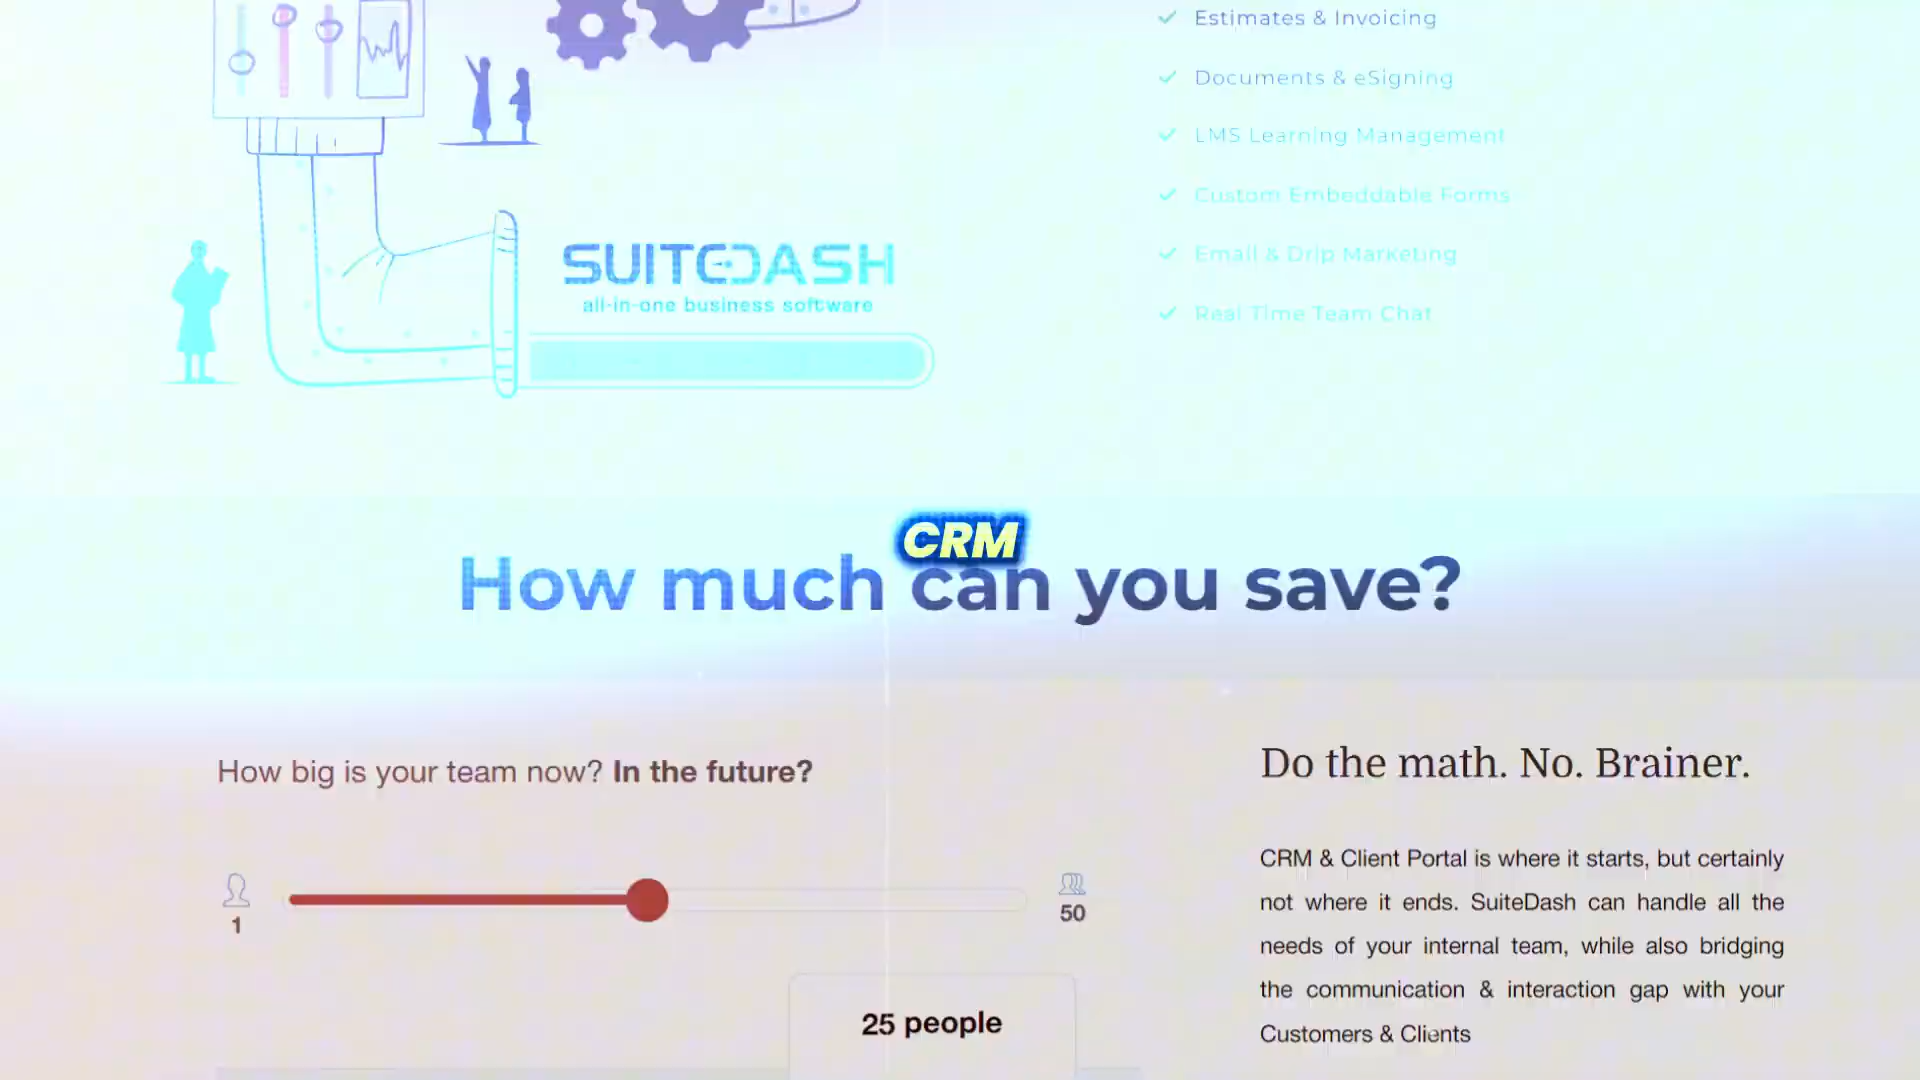 Estimates & Invoicing
Documents & eSigning
LMS Learning Management
Custom Embeddable Forms
Email & Drip Marketing
Real Time Team Chat
SUITEDASH
all-in-one business software
CRM
How much can you save?
How big is your team now? In the future?
1
50
25 people
Do the math. No. Brainer.
CRM & Client Portal is where it starts, but certainly
not where it ends. SuiteDash can handle all the
needs of your internal team, while also bridging
the communication & interaction gap with your
Customers & Clients